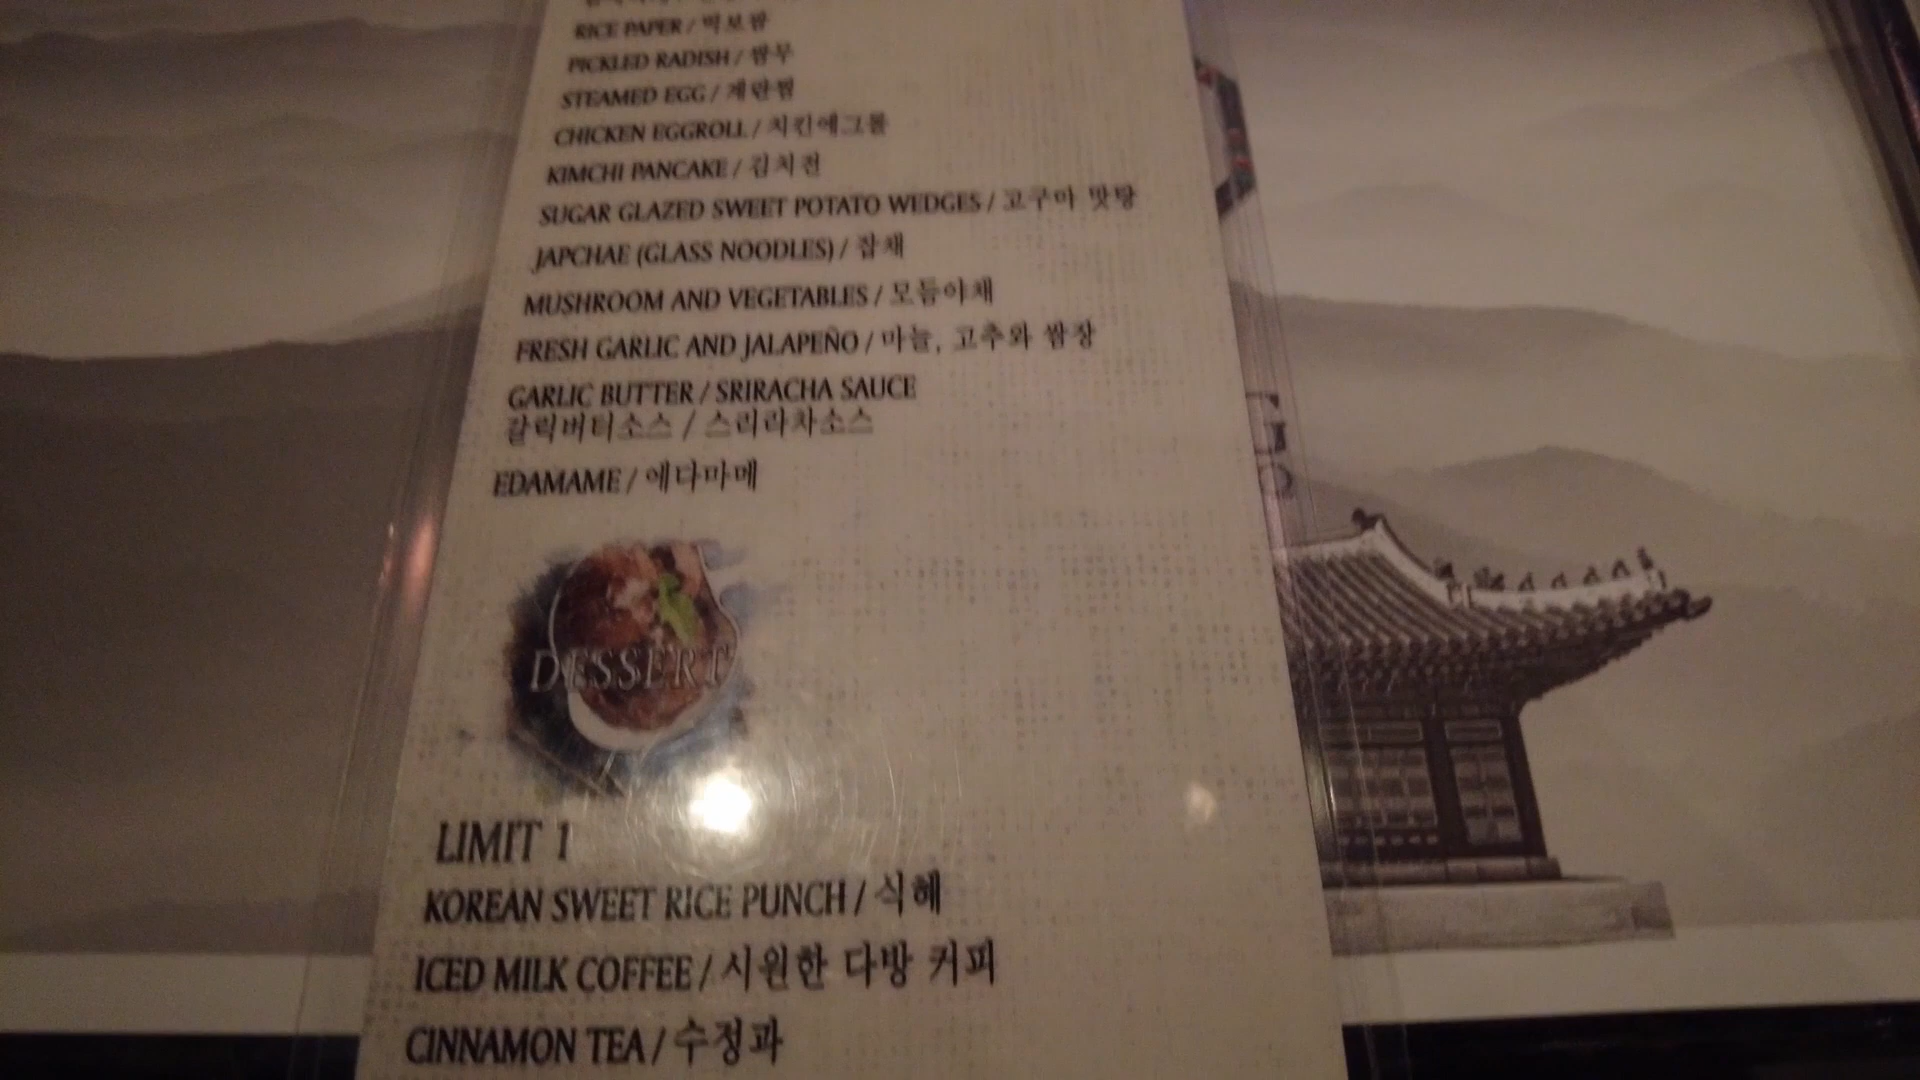 RICE PAPER / 떡보쌈
PICKLED RADISH / 쌈무
STEAMED EGG / 계란찜
CHICKEN EGGROLL / 치킨에그롤
KIMCHI PANCAKE / 김치전
SUGAR GLAZED SWEET POTATO WEDGES / 고구마 맛탕
JAPCHAE (GLASS NOODLES) / 잡채
MUSHROOM AND VEGETABLES / 모듬야채
FRESH GARLIC AND JALAPEÑO / 마늘, 고추와 쌈장
GARLIC BUTTER / SRIRACHA SAUCE
갈릭버터소스 / 스리라차소스
EDAMAME / 에다마메
DESSERT
LIMIT 1
KOREAN SWEET RICE PUNCH / 식혜
ICED MILK COFFEE / 시원한 다방 커피
CINNAMON TEA / 수정과